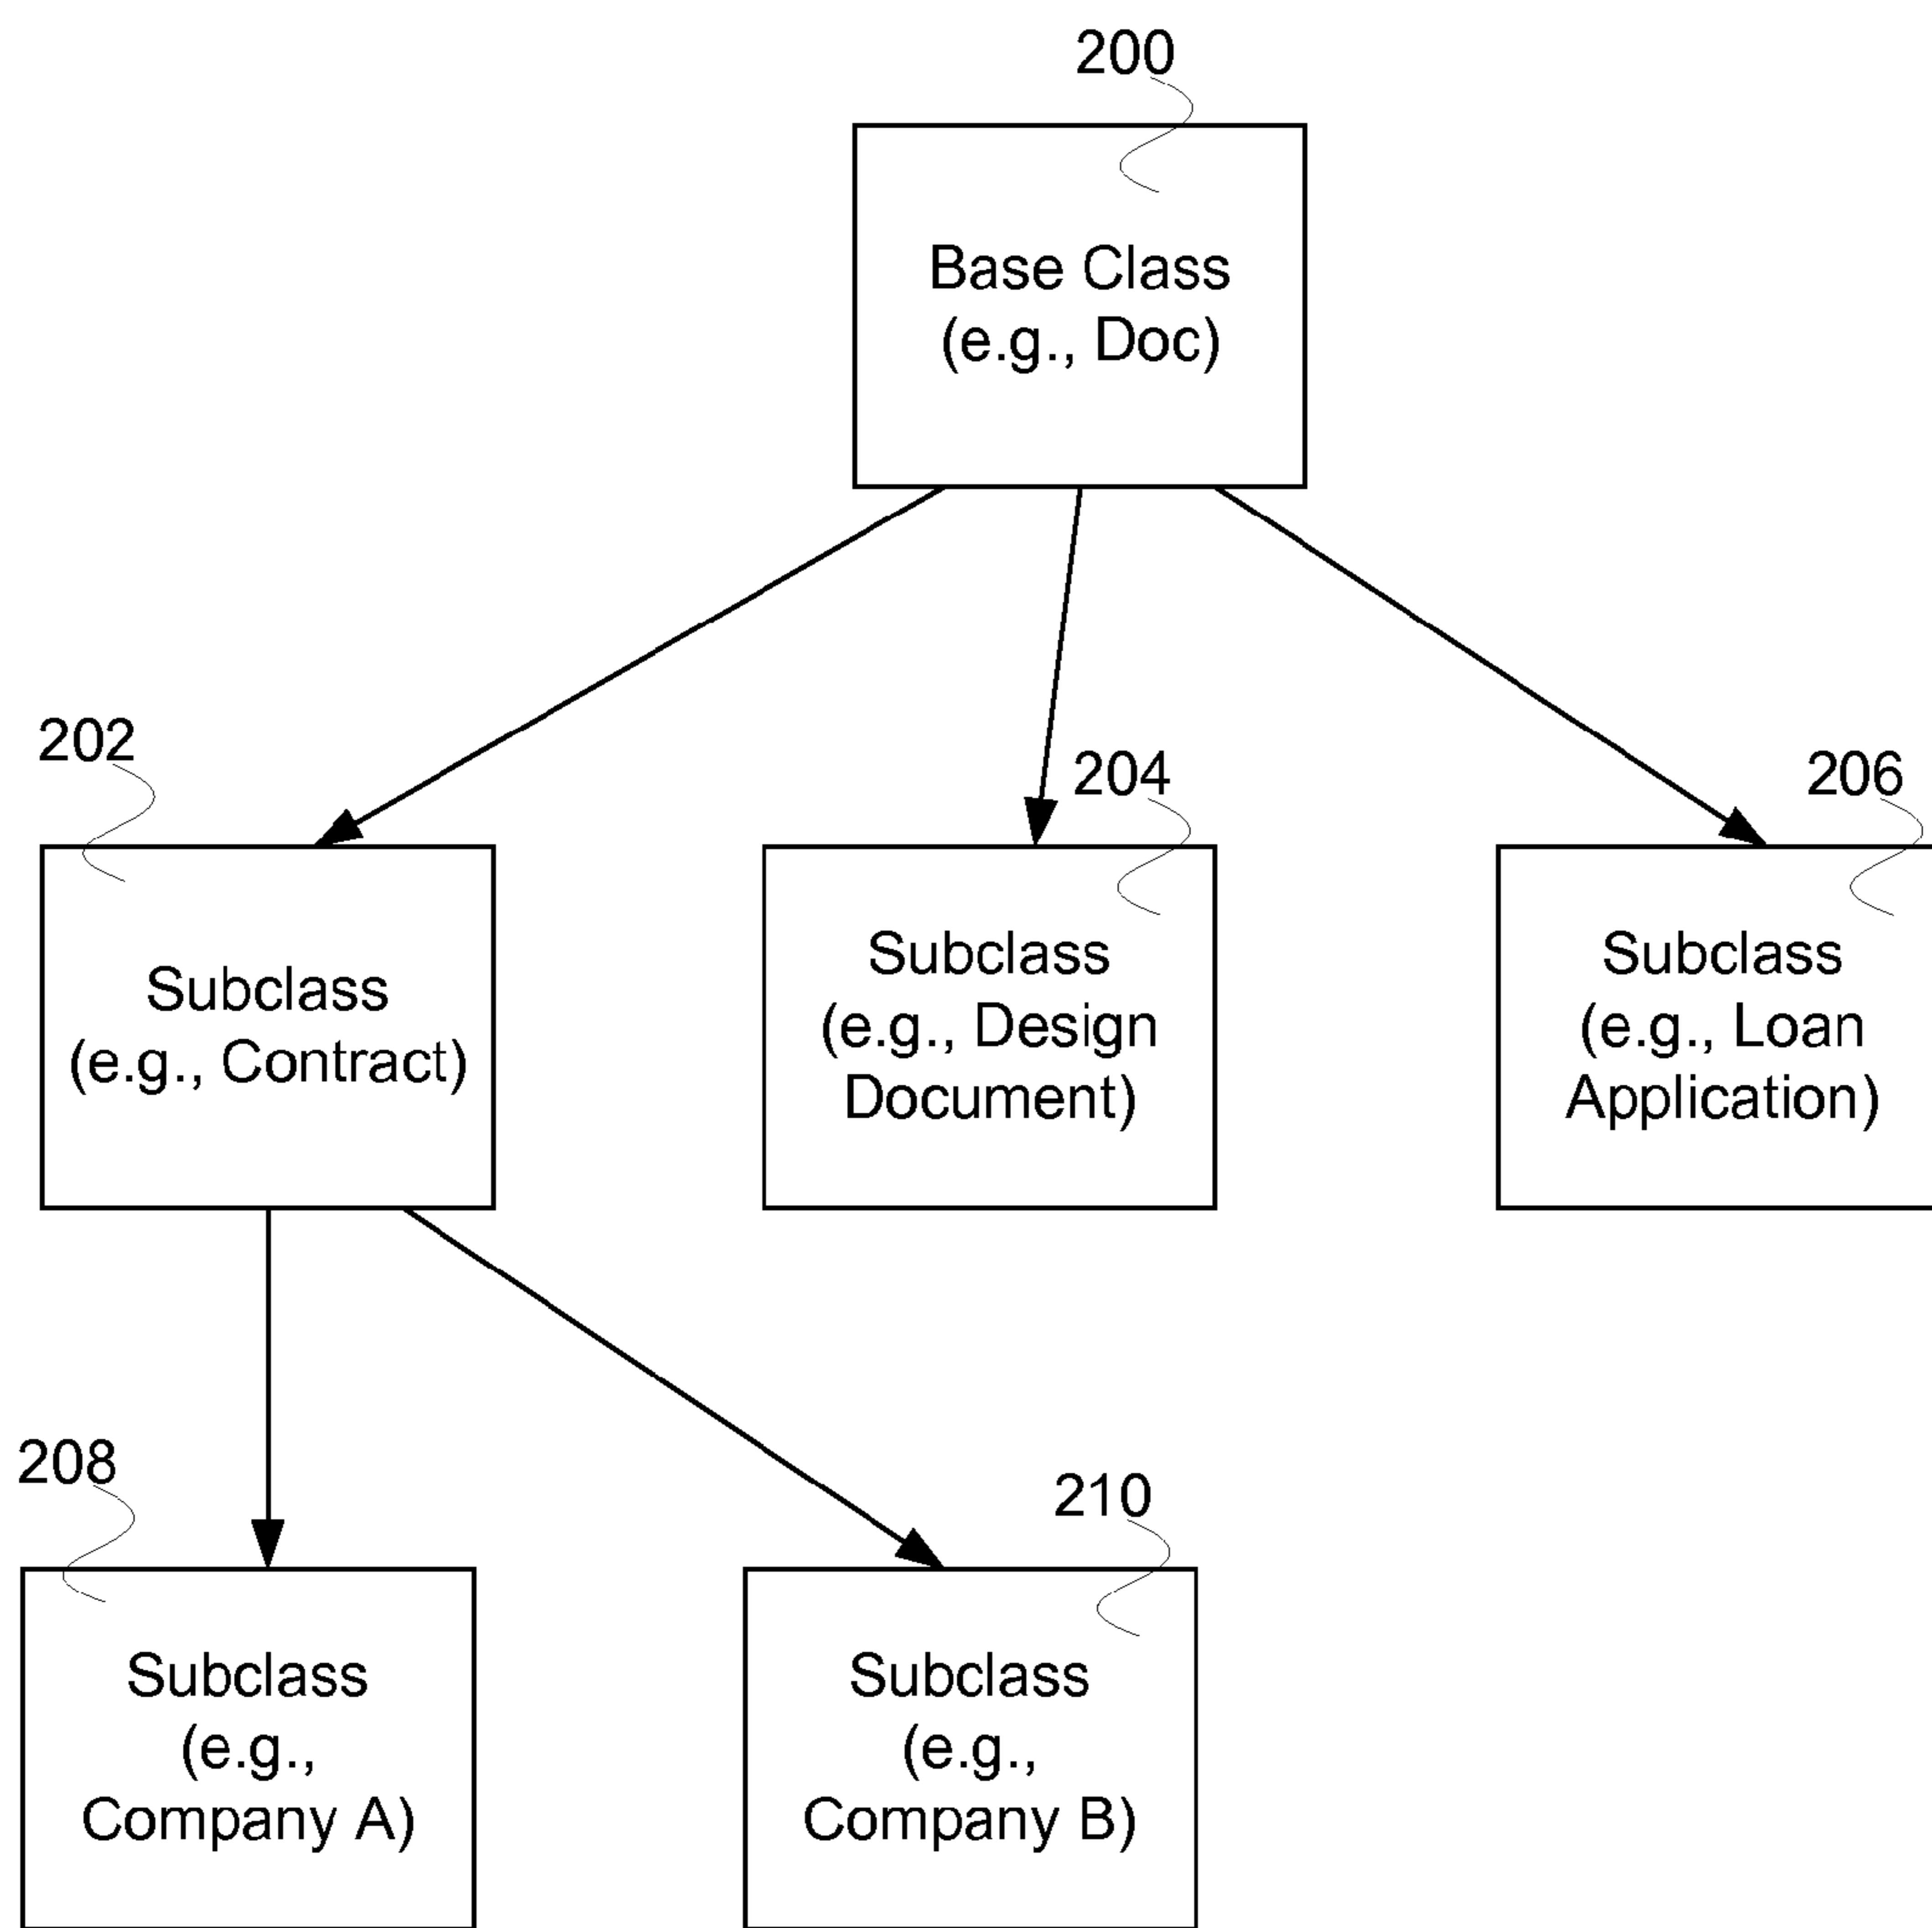 200
Base Class
(e.g., Doc)
202
204
206
Subclass
(e.g., Contract)
Subclass
(e.g., Design
Document)
Subclass
(e.g., Loan
Application)
208
210
Subclass
(e.g.,
Company A)
Subclass
(e.g.,
Company B)